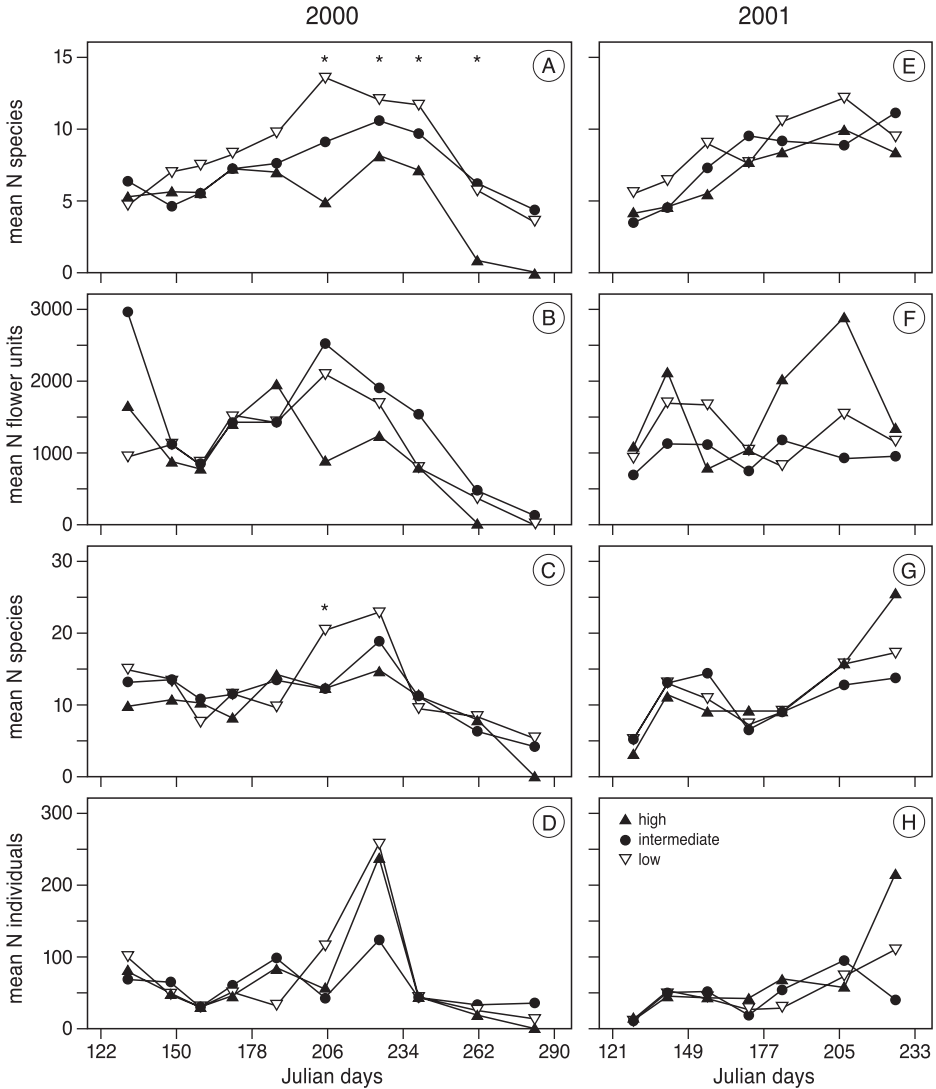 2000 2001
15 * * * * A E
10
5
0
mean N species
3000 B F
2000
1000
0
mean N flower units
30 C G
20 *
10
0
mean N species
300 D H
200
100
0
mean N individuals
high
intermediate
low
122 150 178 206 234 262 290 121 149 177 205 233
Julian days Julian days